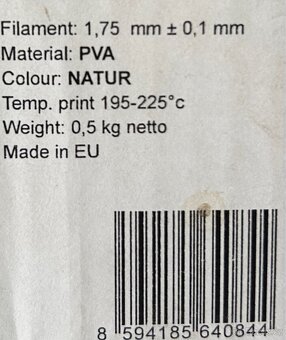 Filament: 1,75 mm ± 0,1 mm
Material: PVA
Colour: NATUR
Temp. print 195-225°c
Weight: 0,5 kg netto
Made in EU
8 594185 640844